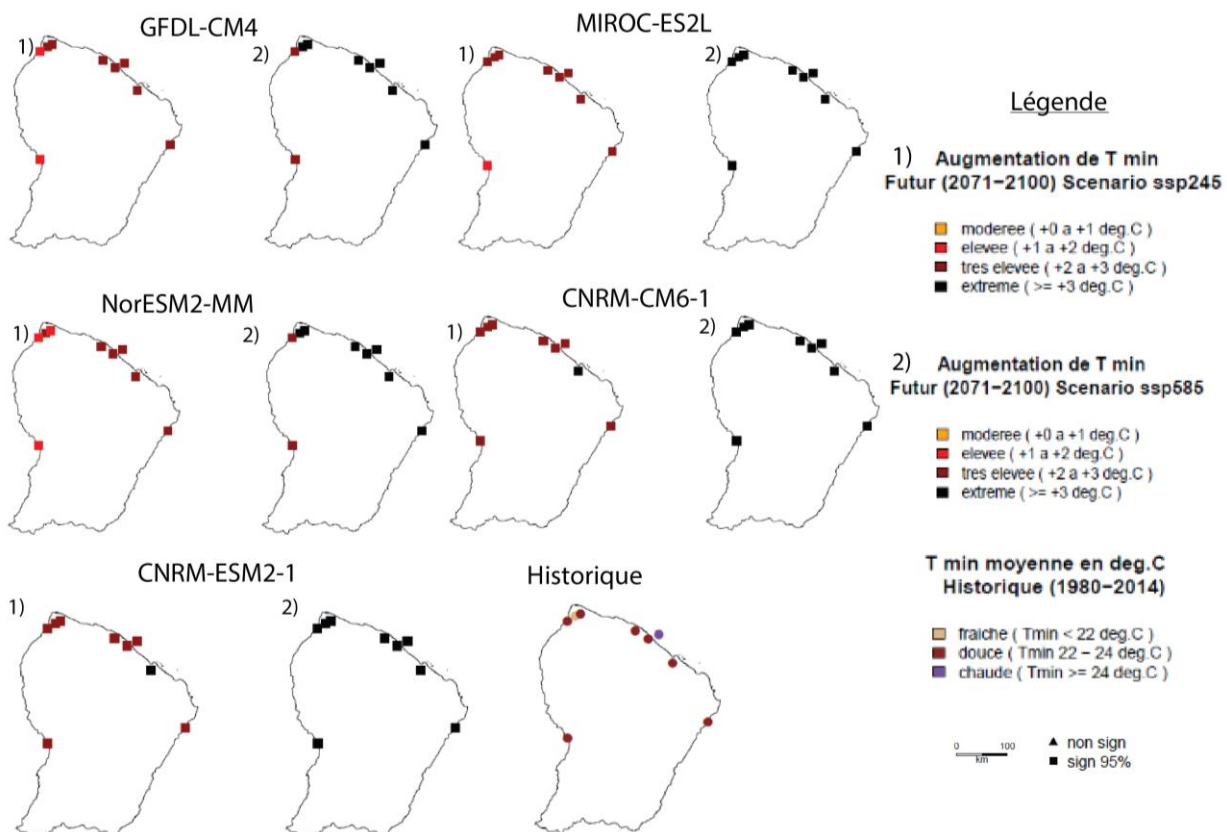 GFDL-CM4
MIROC-ES2L
1)
2)
1)
2)
NorESM2-MM
CNRM-CM6-1
1)
2)
1)
2)
CNRM-ESM2-1
Historique
1)
2)
Légende
1) Augmentation de T min
Futur (2071-2100) Scenario ssp245
moderee ( +0 a +1 deg.C )
elevee ( +1 a +2 deg.C )
tres elevee ( +2 a +3 deg.C )
extreme ( >= +3 deg.C )
2) Augmentation de T min
Futur (2071-2100) Scenario ssp585
moderee ( +0 a +1 deg.C )
elevee ( +1 a +2 deg.C )
tres elevee ( +2 a +3 deg.C )
extreme ( >= +3 deg.C )
T min moyenne en deg.C
Historique (1980-2014)
fraiche ( Tmin < 22 deg.C )
douce ( Tmin 22 - 24 deg.C )
chaude ( Tmin >= 24 deg.C )
0 100
km
non sign
sign 95%